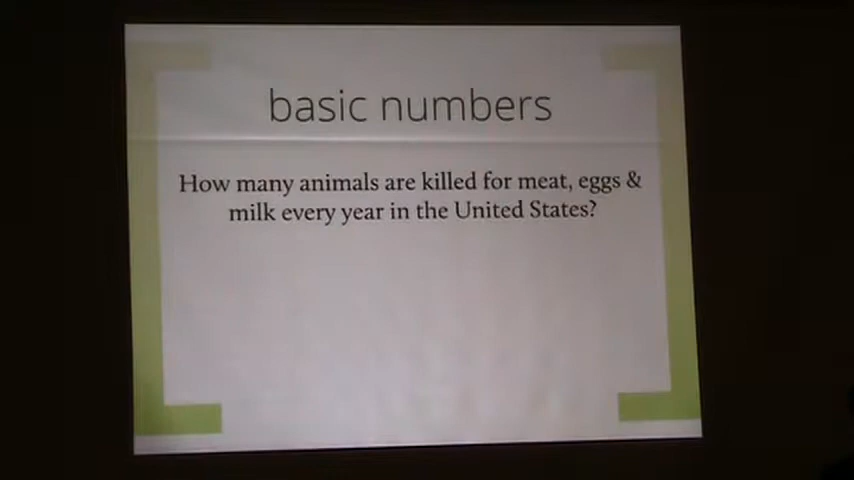 basic numbers
How many animals are killed for meat, eggs &
milk every year in the United States?